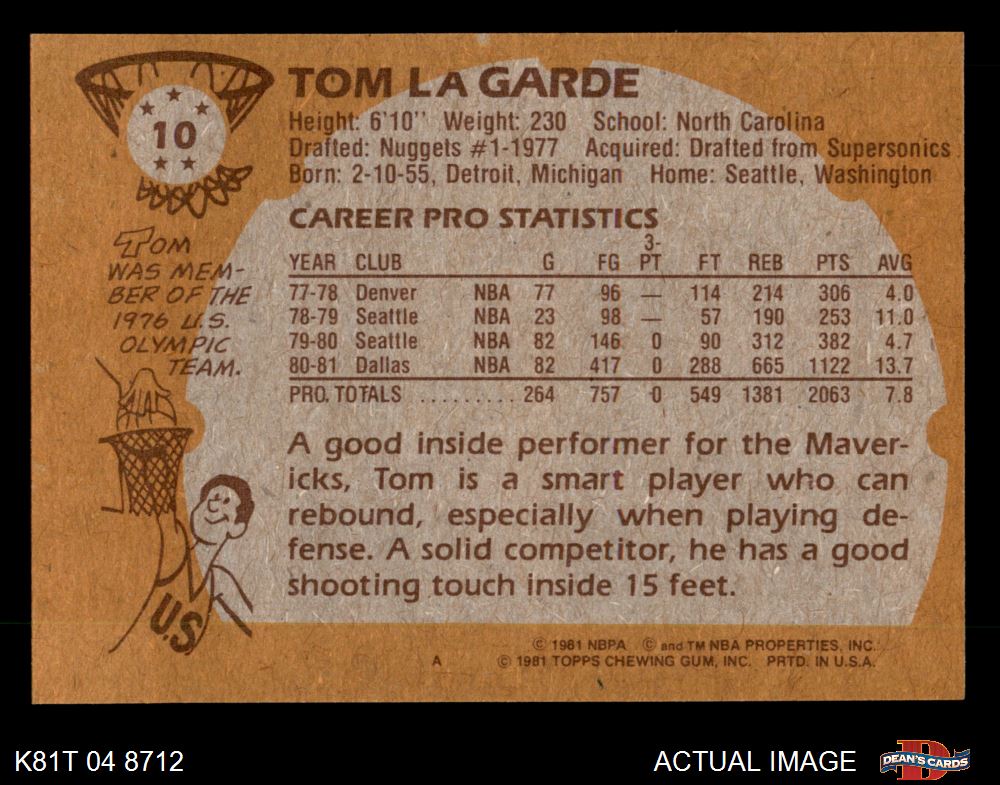 10
TOM LA GARDE
Height: 6'10" Weight: 230 School: North Carolina
Drafted: Nuggets #1-1977 Acquired: Drafted from Supersonics
Born: 2-10-55, Detroit, Michigan Home: Seattle, Washington
CAREER PRO STATISTICS
YEAR CLUB G FG 3-PT FT REB PTS AVG
77-78 Denver NBA 77 96 — 114 214 306 4.0
78-79 Seattle NBA 23 98 — 57 190 253 11.0
79-80 Seattle NBA 82 146 0 90 312 382 4.7
80-81 Dallas NBA 82 417 0 288 665 1122 13.7
PRO. TOTALS ......... 264 757 0 549 1381 2063 7.8
TOM
WAS MEM-
BER OF THE
1976 U.S.
OLYMPIC
TEAM.
U.S.
A good inside performer for the Maver-
icks, Tom is a smart player who can
rebound, especially when playing de-
fense. A solid competitor, he has a good
shooting touch inside 15 feet.
© 1981 NBPA © and TM NBA PROPERTIES, INC.
A © 1981 TOPPS CHEWING GUM, INC. PRTD. IN U.S.A.
K81T 04 8712 ACTUAL IMAGE
D
DEAN'S CARDS